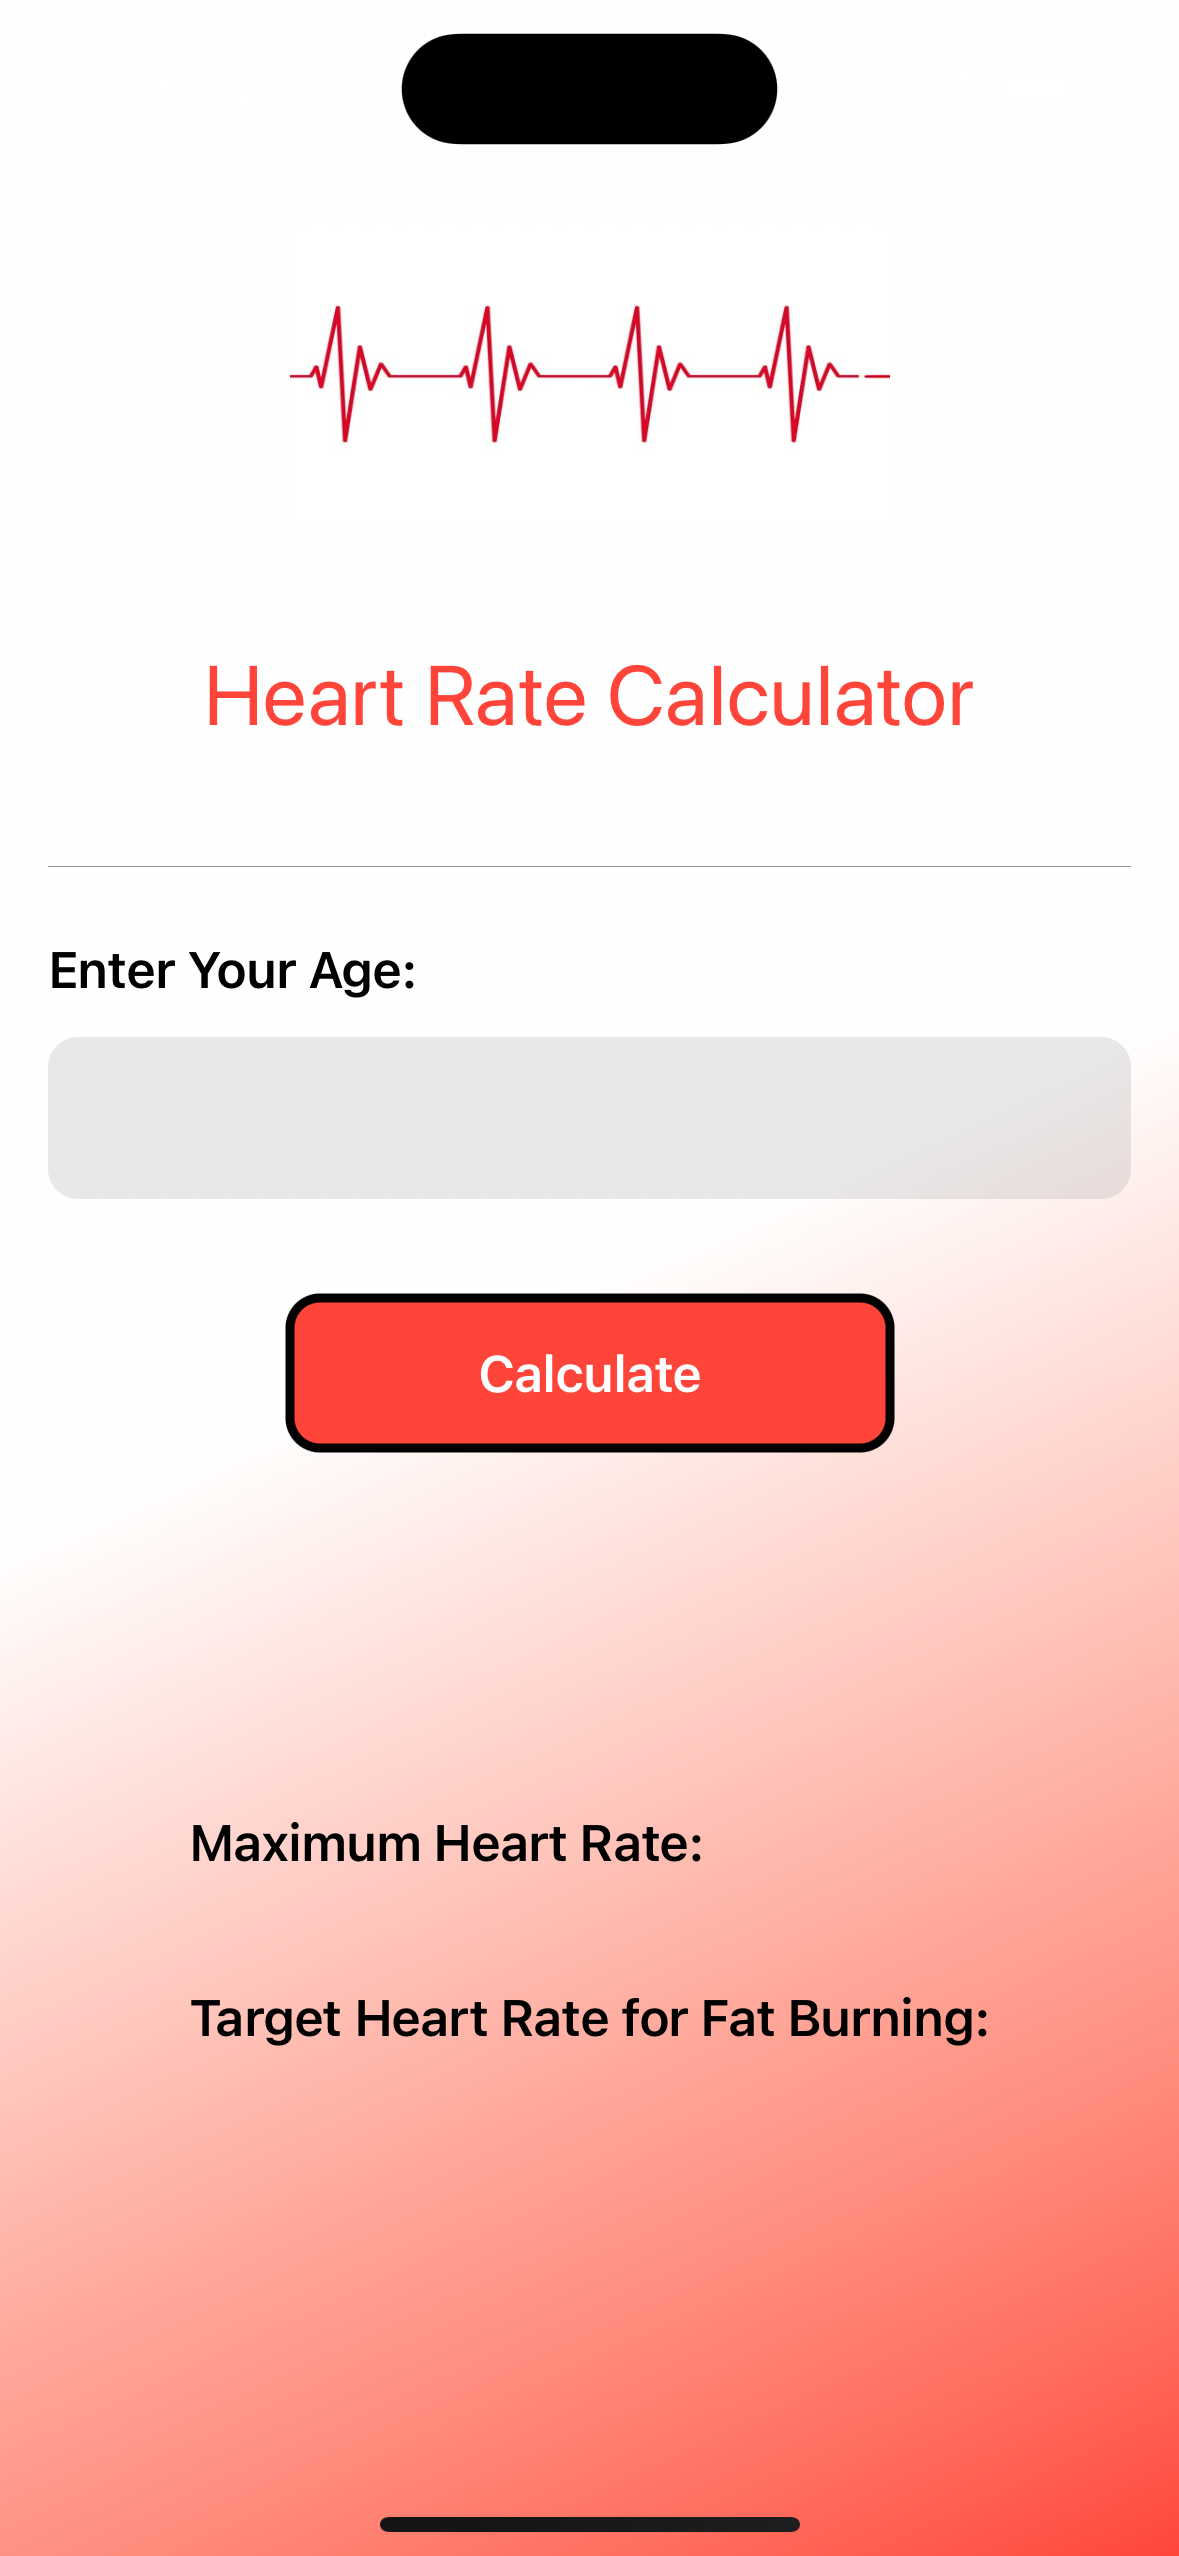 Heart Rate Calculator
Enter Your Age:
Age
Calculate
Maximum Heart Rate:
Target Heart Rate for Fat Burning: